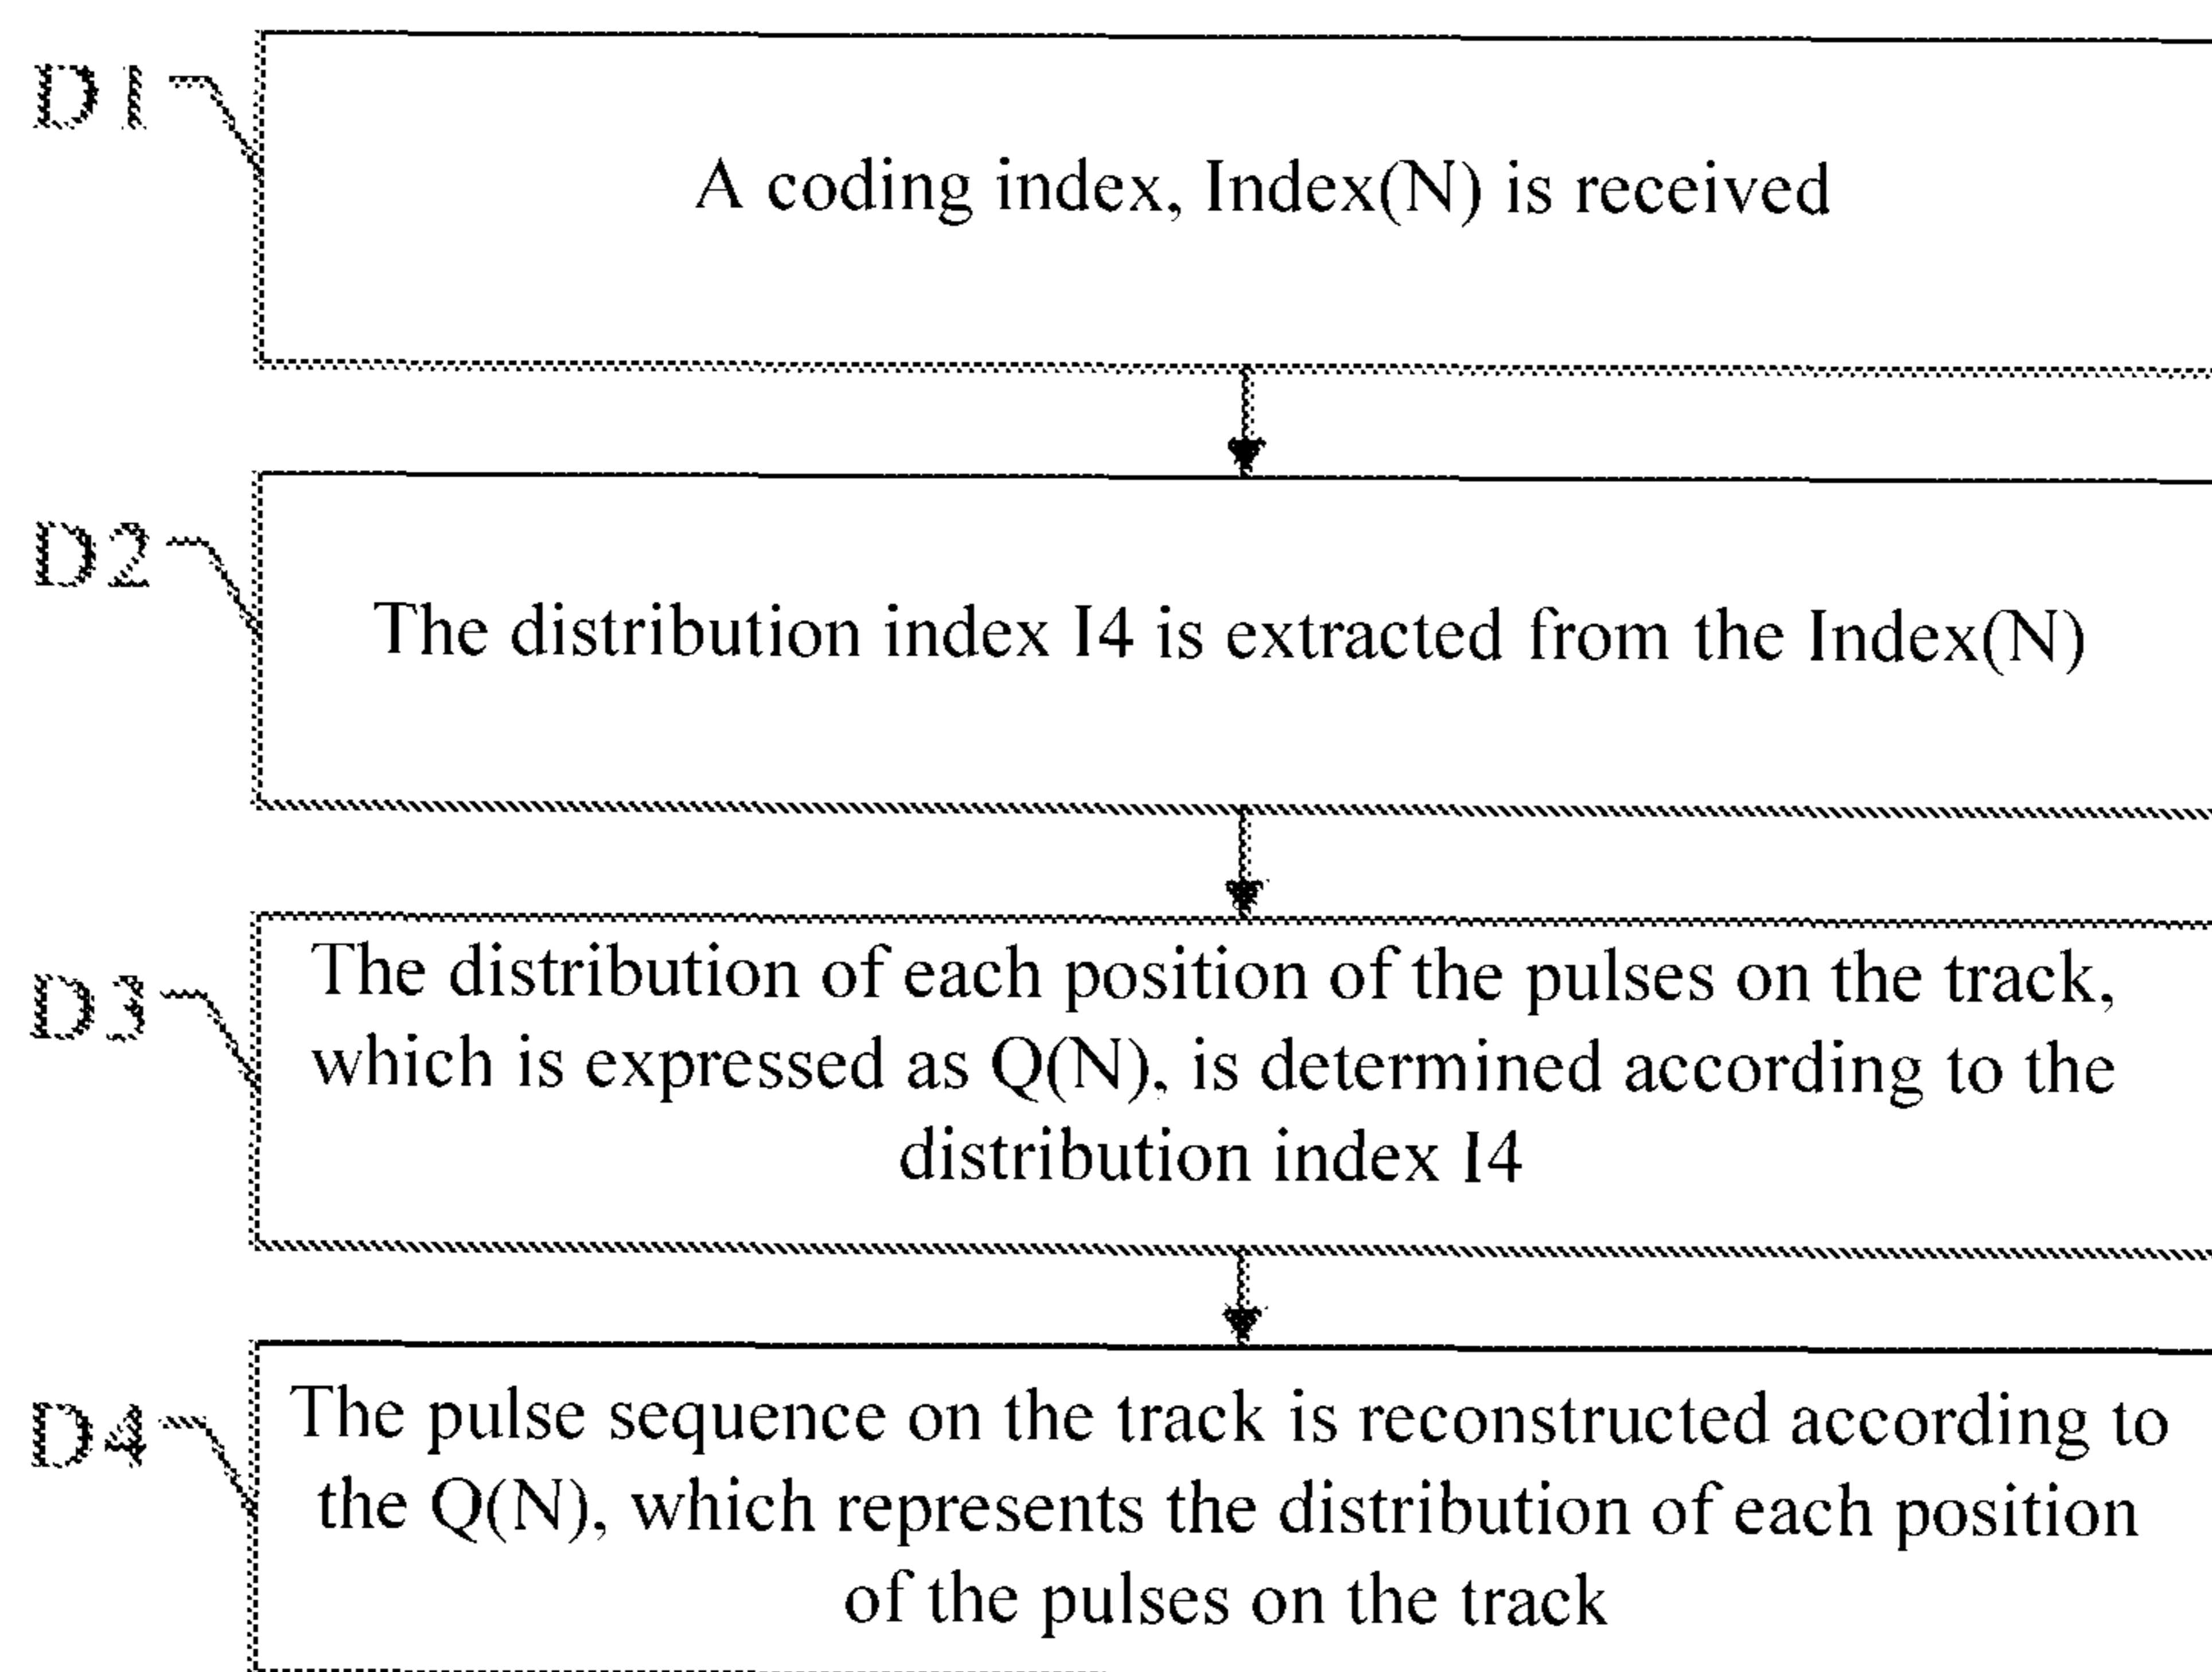 D1
A coding index, Index(N) is received
D2
The distribution index I4 is extracted from the Index(N)
D3
The distribution of each position of the pulses on the track,
which is expressed as Q(N), is determined according to the
distribution index I4
D4
The pulse sequence on the track is reconstructed according to
the Q(N), which represents the distribution of each position
of the pulses on the track